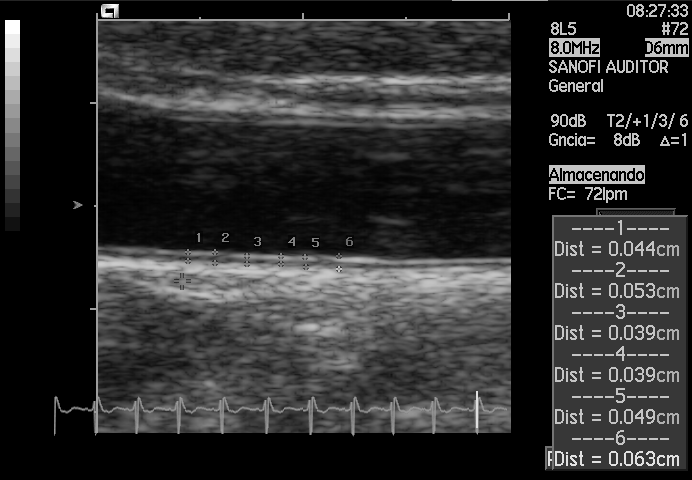 08:27:33
8L5 #72
8.0MHz D6mm
SANOFI AUDITOR
General
90dB T2/+1/3/ 6
Gncia= 8dB Δ=1
Almacenando
FC= 72lpm
1 2 3 4 5 6
----1----
Dist = 0.044cm
----2----
Dist = 0.053cm
----3----
Dist = 0.039cm
----4----
Dist = 0.039cm
----5----
Dist = 0.049cm
----6----
Dist = 0.063cm